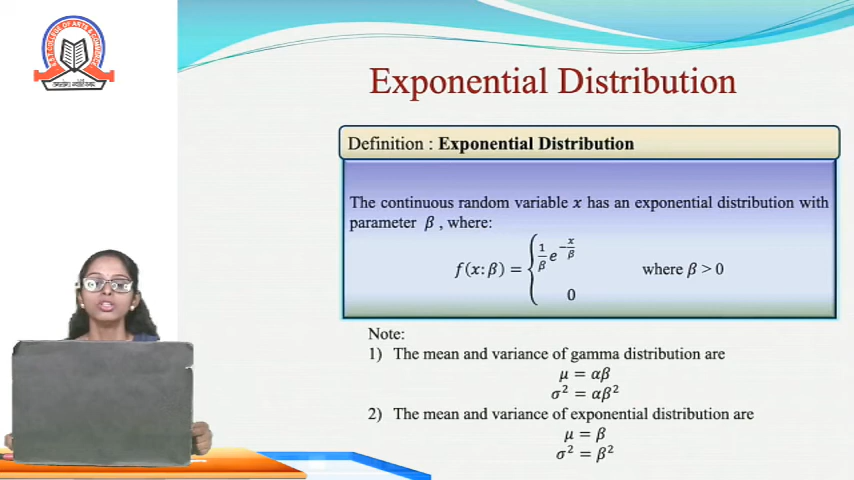 Exponential Distribution
Definition : Exponential Distribution
The continuous random variable x has an exponential distribution with
parameter β , where:
f(x:β) = { 1/β e^(-x/β) where β > 0
0
Note:
1) The mean and variance of gamma distribution are
μ = αβ
σ² = αβ²
2) The mean and variance of exponential distribution are
μ = β
σ² = β²